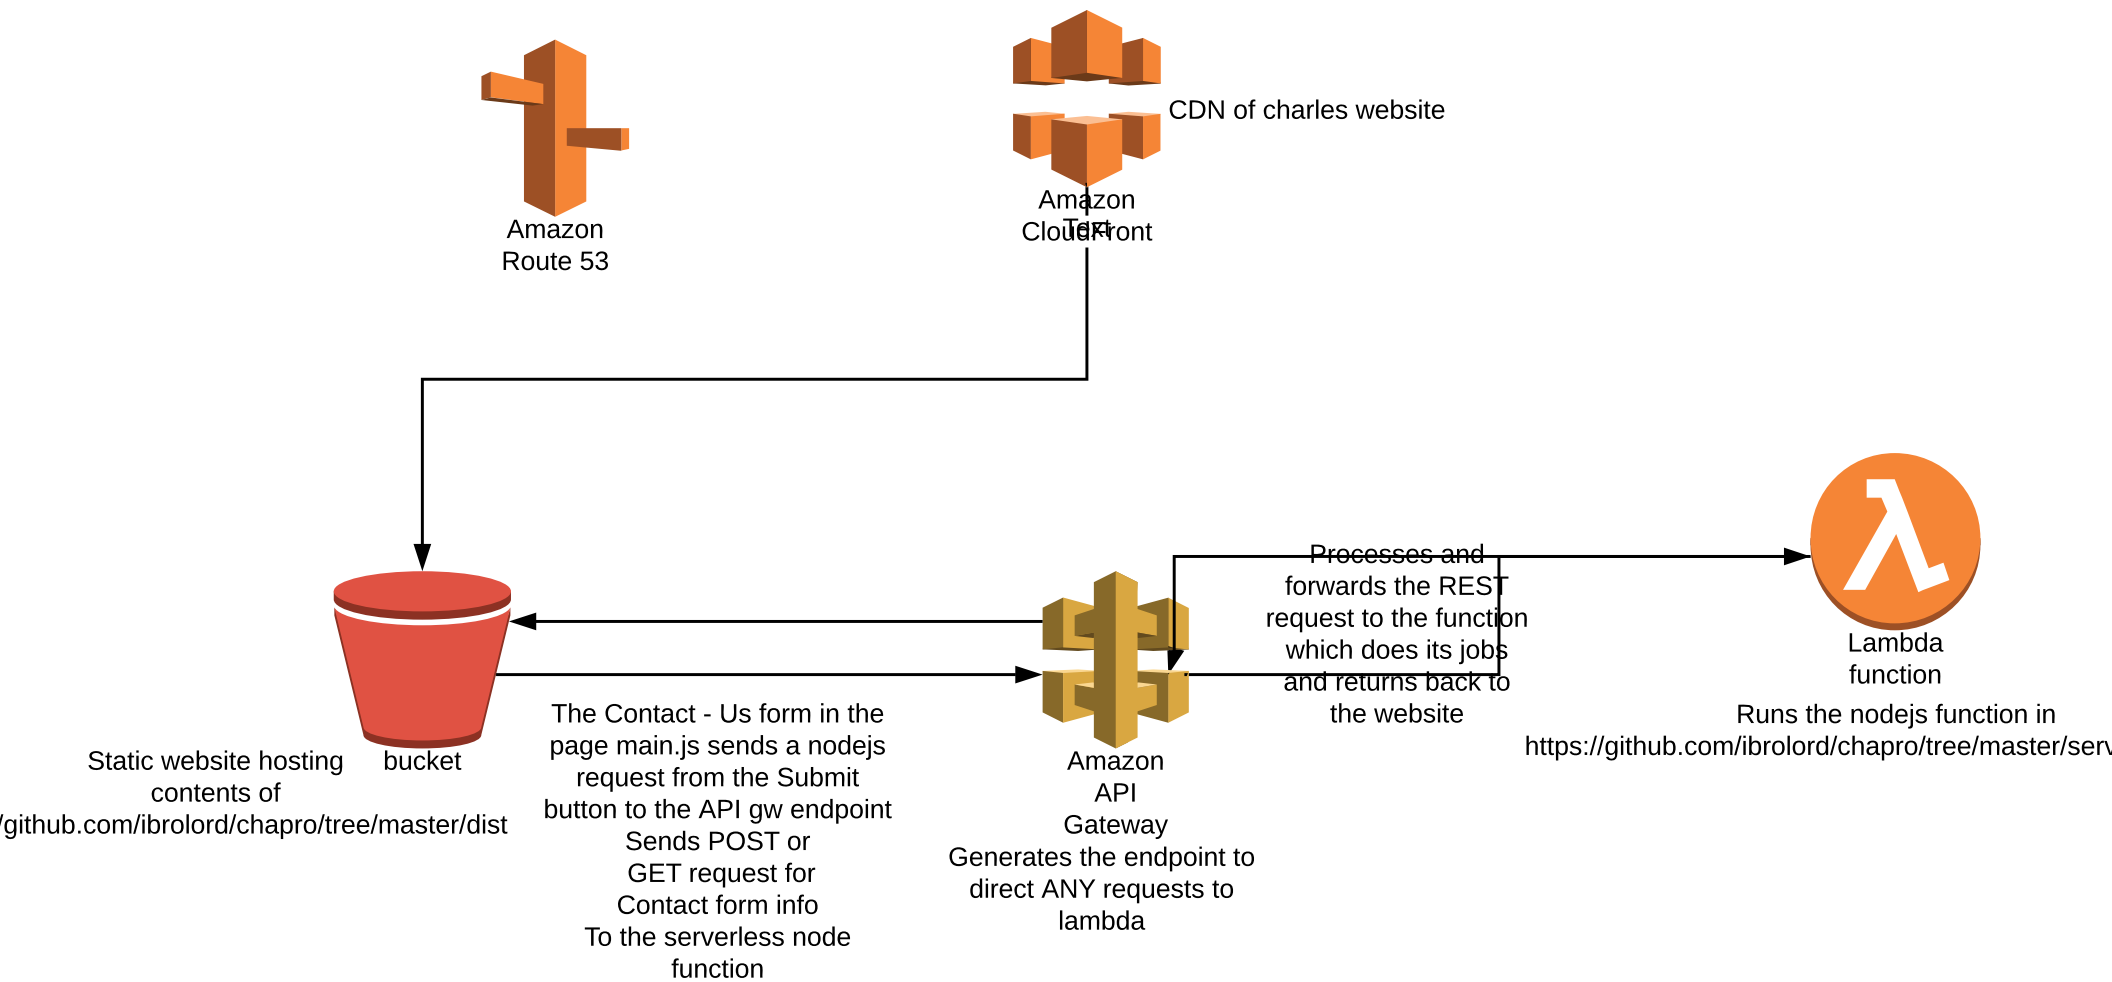 CDN of charles website
Amazon
CloudFront
Text
Amazon
Route 53
Processes and
forwards the REST
request to the function
which does its jobs
and returns back to
the website
Lambda
function
Runs the nodejs function in
https://github.com/ibrolord/chapro/tree/master/serv
The Contact - Us form in the
page main.js sends a nodejs
request from the Submit
button to the API gw endpoint
Sends POST or
GET request for
Contact form info
To the serverless node
function
bucket
Static website hosting
contents of
/github.com/ibrolord/chapro/tree/master/dist
Amazon
API
Gateway
Generates the endpoint to
direct ANY requests to
lambda